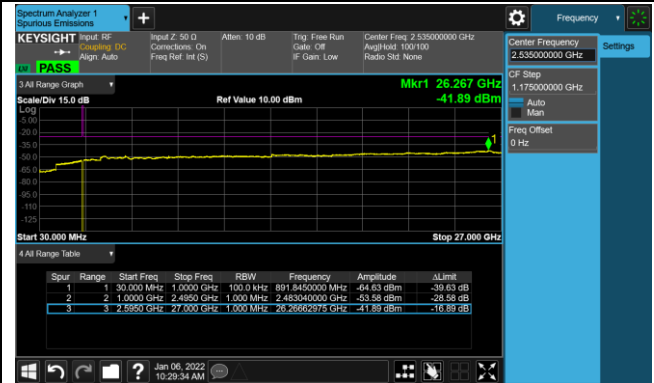 Spectrum Analyzer 1
Spurious Emissions
Frequency
KEYSIGHT Input: RF Input Z: 50 Ω Atten: 10 dB Trig: Free Run Center Freq: 2.535000000 GHz
Coupling: DC Corrections: On Gate: Off Avg|Hold: 100/100
Align: Auto Freq Ref: Int (S) IF Gain: Low Radio Std: None
PASS
Center Frequency
2.535000000 GHz
Settings
CF Step
1.175000000 GHz
Auto
Man
Freq Offset
0 Hz
3 All Range Graph
Mkr1 26.267 GHz
Scale/Div 15.0 dB Ref Value 10.00 dBm -41.89 dBm
Log
-5.00
-20.0
-35.0
-50.0
-65.0
-80.0
-95.0
-110
-125
1
Start 30.000 MHz Stop 27.000 GHz
4 All Range Table
Spur Range Start Freq Stop Freq RBW Frequency Amplitude ΔLimit
1 1 30.000 MHz 1.0000 GHz 100.0 kHz 891.8450000 MHz -64.63 dBm -39.63 dB
2 2 1.0000 GHz 2.4950 GHz 1.000 MHz 2.483040000 GHz -53.58 dBm -28.58 dB
3 3 2.5950 GHz 27.000 GHz 1.000 MHz 26.26662975 GHz -41.89 dBm -16.89 dB
?
Jan 06, 2022
10:29:34 AM